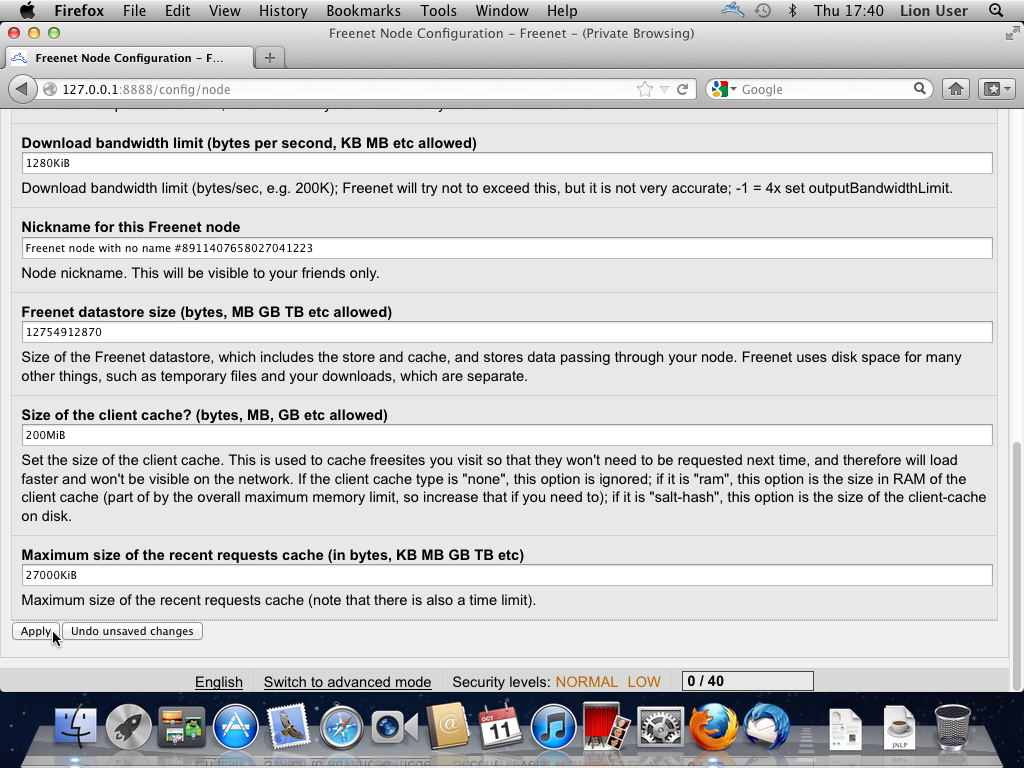 Firefox File Edit View History Bookmarks Tools Window Help Thu 17:40 Lion User
Freenet Node Configuration – Freenet – (Private Browsing)
Freenet Node Configuration – F...
127.0.0.1:8888/config/node
Google
Download bandwidth limit (bytes per second, KB MB etc allowed)
1280KiB
Download bandwidth limit (bytes/sec, e.g. 200K); Freenet will try not to exceed this, but it is not very accurate; -1 = 4x set outputBandwidthLimit.
Nickname for this Freenet node
Freenet node with no name #8911407658027041223
Node nickname. This will be visible to your friends only.
Freenet datastore size (bytes, MB GB TB etc allowed)
12754912870
Size of the Freenet datastore, which includes the store and cache, and stores data passing through your node. Freenet uses disk space for many
other things, such as temporary files and your downloads, which are separate.
Size of the client cache? (bytes, MB, GB etc allowed)
200MiB
Set the size of the client cache. This is used to cache freesites you visit so that they won't need to be requested next time, and therefore will load
faster and won't be visible on the network. If the client cache type is "none", this option is ignored; if it is "ram", this option is the size in RAM of the
client cache (part of by the overall maximum memory limit, so increase that if you need to); if it is "salt-hash", this option is the size of the client-cache
on disk.
Maximum size of the recent requests cache (in bytes, KB MB GB TB etc)
27000KiB
Maximum size of the recent requests cache (note that there is also a time limit).
Apply Undo unsaved changes
English Switch to advanced mode Security levels: NORMAL LOW 0 / 40
OCT
11
JNLP